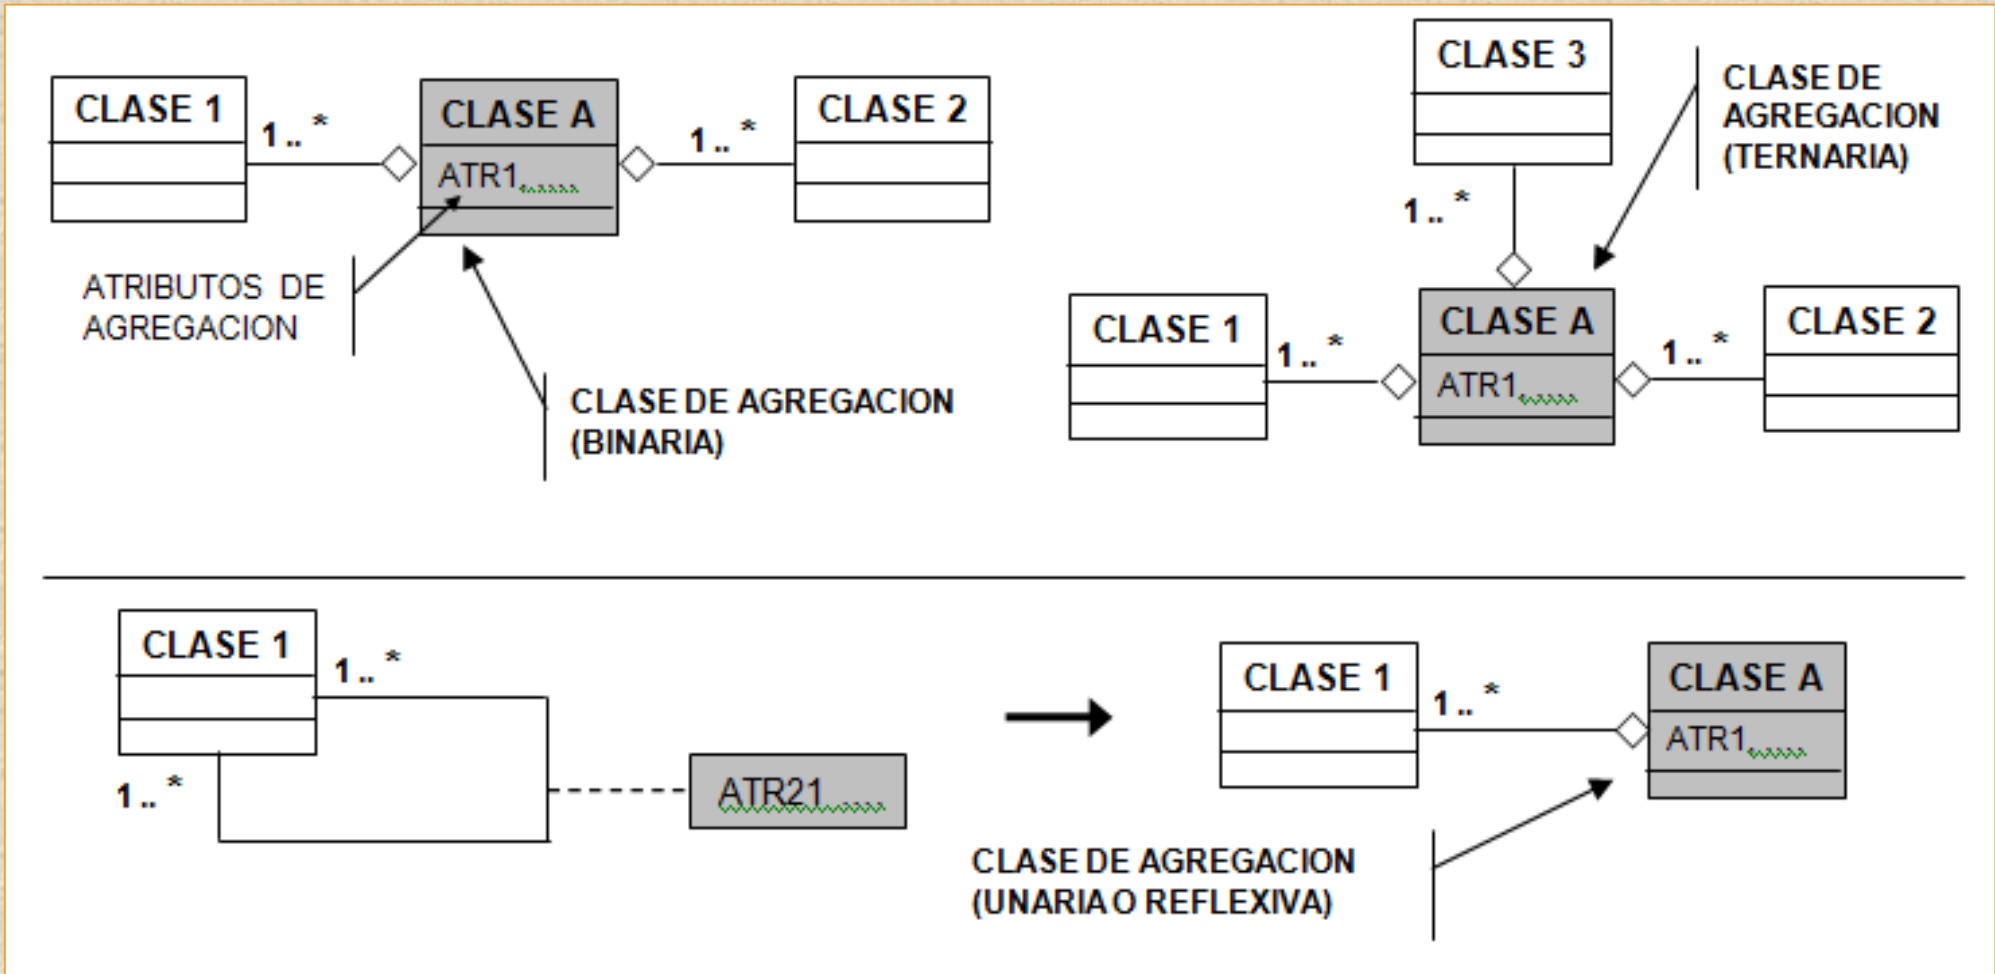 CLASE 1
1.. *
CLASE A
ATR1......
1.. *
CLASE 2
ATRIBUTOS DE
AGREGACION
CLASE DE AGREGACION
(BINARIA)
CLASE 3
1.. *
CLASE DE
AGREGACION
(TERNARIA)
CLASE 1
1.. *
CLASE A
ATR1......
1.. *
CLASE 2
CLASE 1
1.. *
1.. *
ATR21 ....
CLASE 1
1.. *
CLASE A
ATR1......
CLASE DE AGREGACION
(UNARIA O REFLEXIVA)